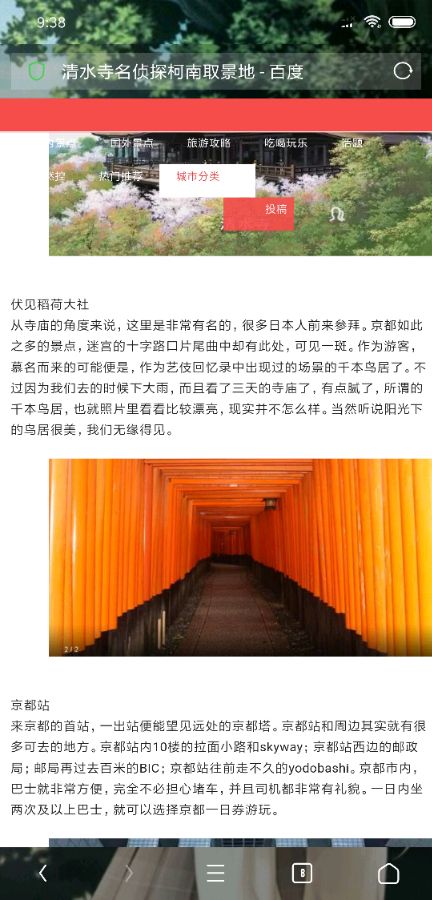 9:38
清水寺名侦探柯南取景地 - 百度
国外景点 旅游攻略 吃喝玩乐 话题
热门推荐 城市分类
投稿
伏见稻荷大社
从寺庙的角度来说，这里是非常有名的，很多日本人前来参拜。京都如此
之多的景点，迷宫的十字路口片尾曲中却有此处，可见一斑。作为游客，
慕名而来的可能便是，作为艺伎回忆录中出现过的场景的千本鸟居了。不
过因为我们去的时候下大雨，而且看了三天的寺庙了，有点腻了，所谓的
千本鸟居，也就照片里看看比较漂亮，现实并不怎么样。当然听说阳光下
的鸟居很美，我们无缘得见。
2/2
京都站
来京都的首站，一出站便能望见远处的京都塔。京都站和周边其实就有很
多可去的地方。京都站内10楼的拉面小路和skyway；京都站西边的邮政
局；邮局再过去百米的BIC；京都站往前走不久的yodobashi。京都市内，
巴士就非常方便，完全不必担心堵车，并且司机都非常有礼貌。一日内坐
两次及以上巴士，就可以选择京都一日券游玩。
8